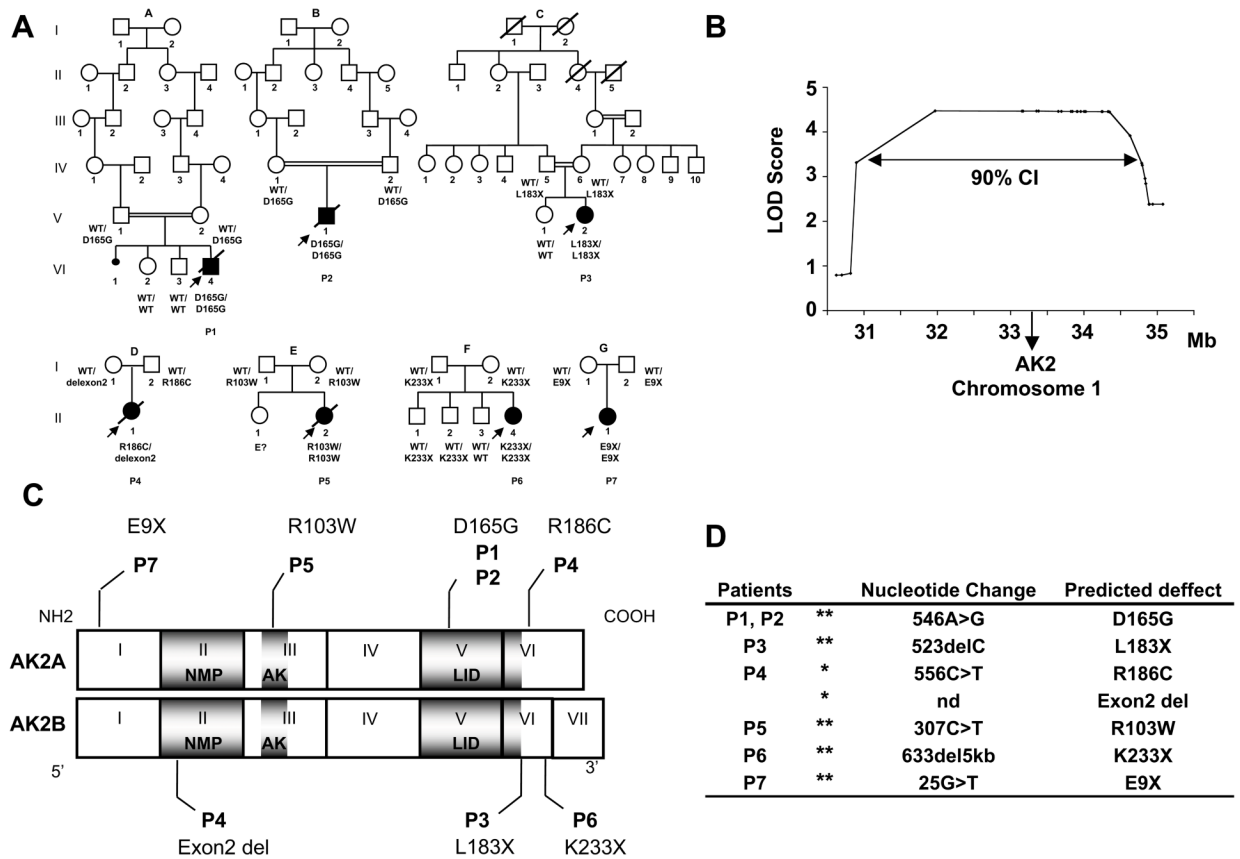 A
A
B
C
I
1
2
1
2
1
2
II
1
2
3
4
1
2
3
4
5
1
2
3
4
5
III
1
2
3
4
1
2
3
4
1
2
IV
1
2
3
4
1
2
1
2
3
4
5
6
7
8
9
10
WT/
D165G
WT/
D165G
WT/
L183X
WT/
L183X
V
1
2
1
1
2
WT/
D165G
WT/
D165G
D165G/
D165G
P2
WT/
WT
L183X/
L183X
P3
VI
1
2
3
4
WT/
WT
WT/
WT
D165G/
D165G
P1
D
E
F
G
I
WT/
delexon2
1
2
WT/
R186C
WT/
R103W
1
2
WT/
R103W
WT/
K233X
1
2
WT/
K233X
WT/
E9X
1
2
WT/
E9X
II
1
1
2
1
2
3
4
1
R186C/
delexon2
P4
E?
R103W/
R103W
P5
WT/
K233X
WT/
K233X
WT/
WT
K233X/
K233X
P6
E9X/
E9X
P7
B
LOD Score
5
4
3
2
1
0
90% CI
31
32
33
34
35
Mb
AK2
Chromosome 1
C
E9X
R103W
D165G
R186C
P7
P5
P1
P2
P4
NH2
COOH
AK2A
I
II
III
IV
V
VI
NMP
AK
LID
AK2B
I
II
III
IV
V
VI
VII
NMP
AK
LID
5'
3'
P4
P3
P6
Exon2 del
L183X
K233X
D
Patients Nucleotide Change Predicted deffect
P1, P2 ** 546A>G D165G
P3 ** 523delC L183X
P4 * 556C>T R186C
* nd Exon2 del
P5 ** 307C>T R103W
P6 ** 633del5kb K233X
P7 ** 25G>T E9X